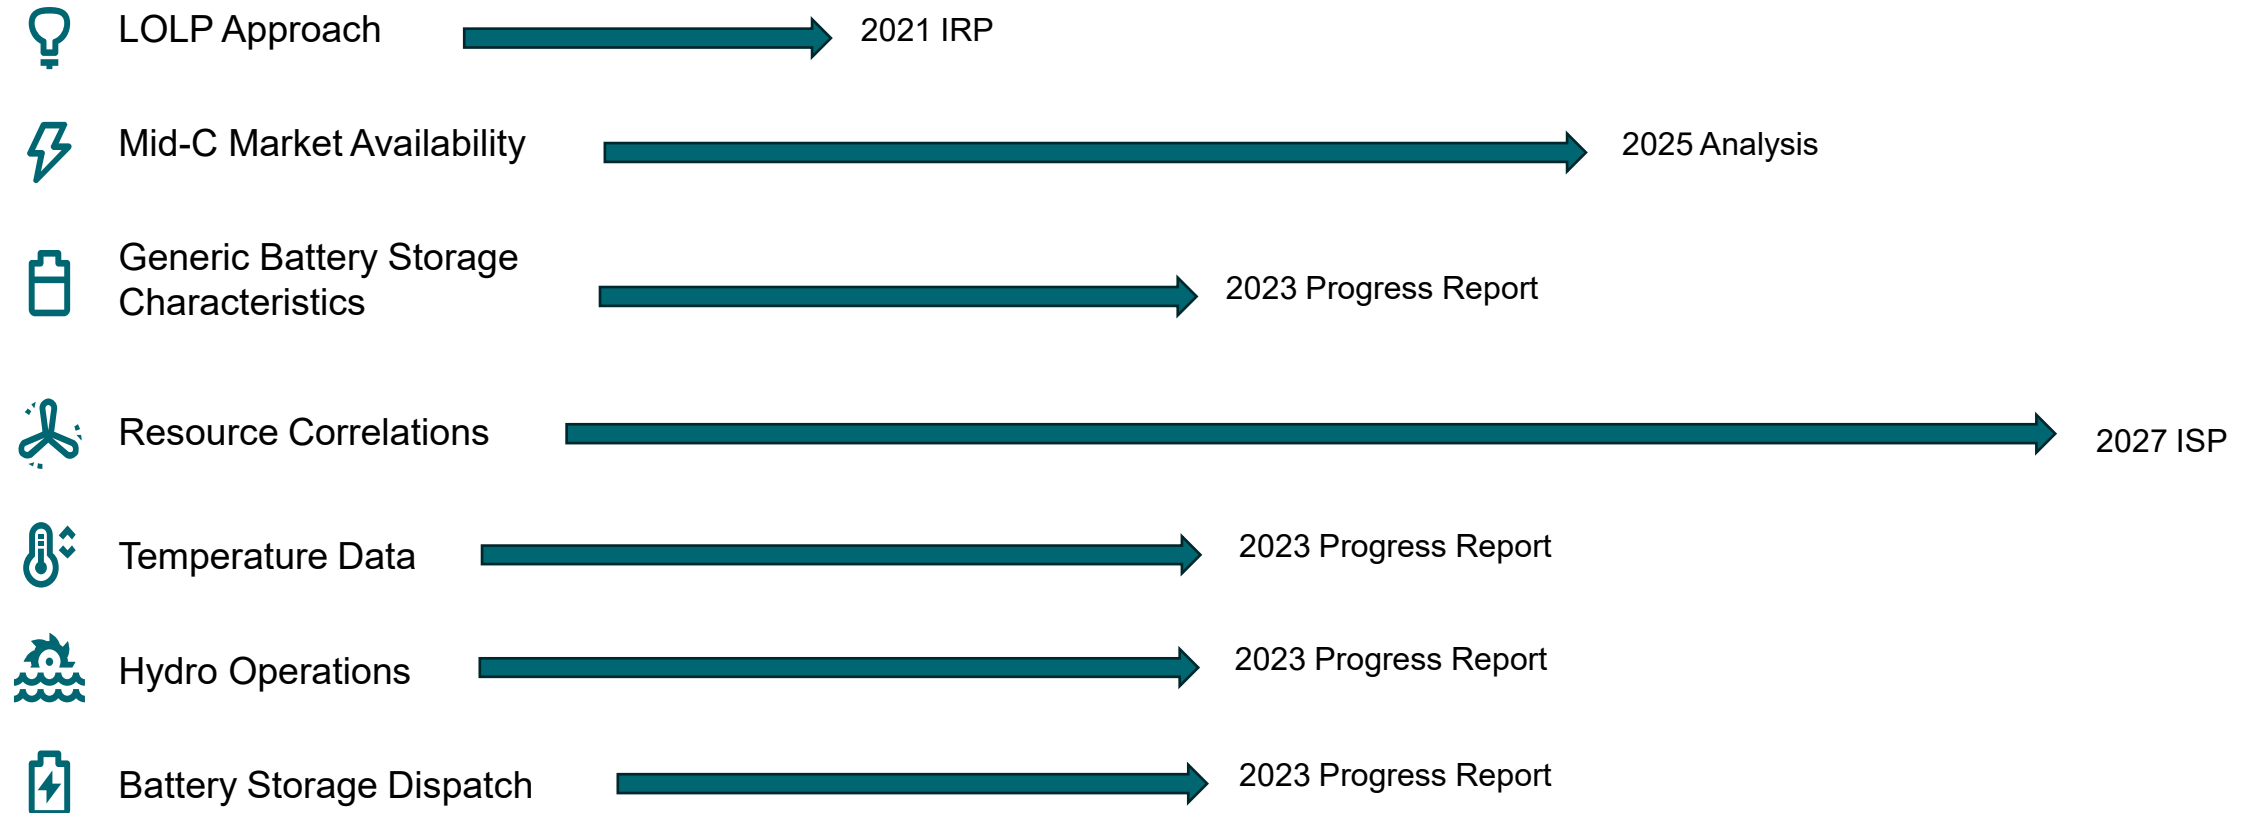 LOLP Approach
2021 IRP
Mid-C Market Availability
2025 Analysis
Generic Battery Storage
Characteristics
2023 Progress Report
Resource Correlations
2027 ISP
Temperature Data
2023 Progress Report
Hydro Operations
2023 Progress Report
Battery Storage Dispatch
2023 Progress Report